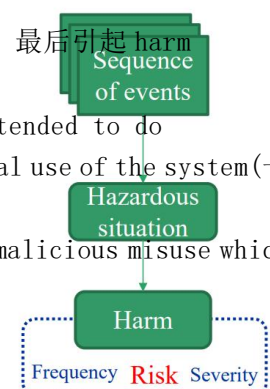 最后引起 harm
Sequence
of events
tended to do
al use of the system(
Hazardous
situation
malicious misuse whic
Harm
Frequency Risk Severity